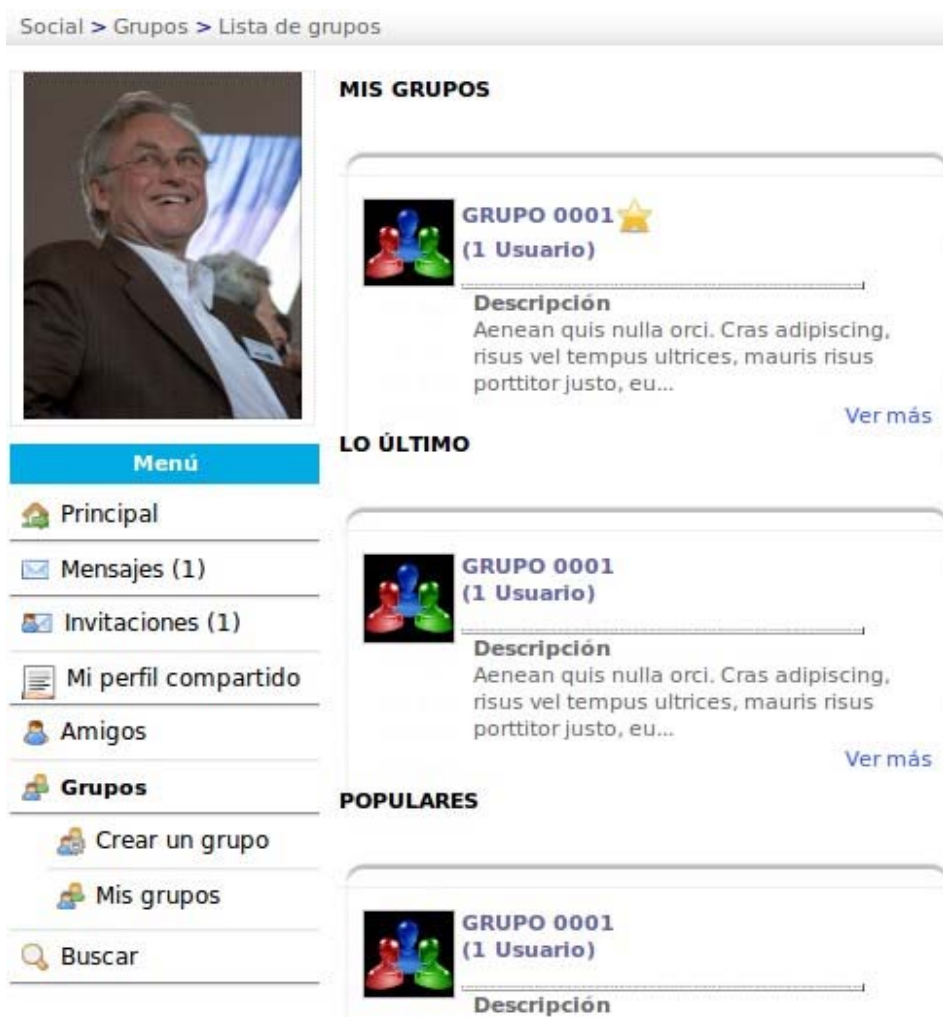 Social > Grupos > Lista de grupos
MIS GRUPOS
GRUPO 0001
(1 Usuario)
Descripción
Aenean quis nulla orci. Cras adipiscing,
risus vel tempus ultrices, mauris risus
porttitor justo, eu...
Ver más
LO ÚLTIMO
GRUPO 0001
(1 Usuario)
Descripción
Aenean quis nulla orci. Cras adipiscing,
risus vel tempus ultrices, mauris risus
porttitor justo, eu...
Ver más
POPULARES
GRUPO 0001
(1 Usuario)
Descripción
Menú
Principal
Mensajes (1)
Invitaciones (1)
Mi perfil compartido
Amigos
Grupos
Crear un grupo
Mis grupos
Buscar